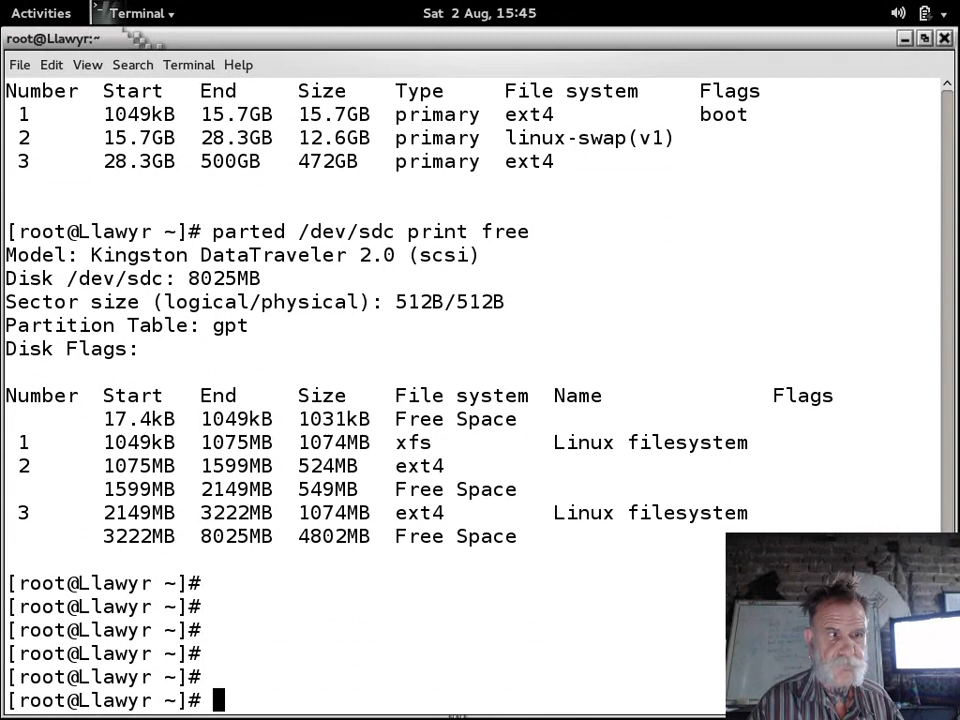 Activities Terminal Sat 2 Aug, 15:45
root@Llawyr:~
File Edit View Search Terminal Help
Number Start End Size Type File system Flags
1 1049kB 15.7GB 15.7GB primary ext4 boot
2 15.7GB 28.3GB 12.6GB primary linux-swap(v1)
3 28.3GB 500GB 472GB primary ext4
[root@Llawyr ~]# parted /dev/sdc print free
Model: Kingston DataTraveler 2.0 (scsi)
Disk /dev/sdc: 8025MB
Sector size (logical/physical): 512B/512B
Partition Table: gpt
Disk Flags:
Number Start End Size File system Name Flags
17.4kB 1049kB 1031kB Free Space
1 1049kB 1075MB 1074MB xfs Linux filesystem
2 1075MB 1599MB 524MB ext4
1599MB 2149MB 549MB Free Space
3 2149MB 3222MB 1074MB ext4 Linux filesystem
3222MB 8025MB 4802MB Free Space
[root@Llawyr ~]#
[root@Llawyr ~]#
[root@Llawyr ~]#
[root@Llawyr ~]#
[root@Llawyr ~]#
[root@Llawyr ~]#